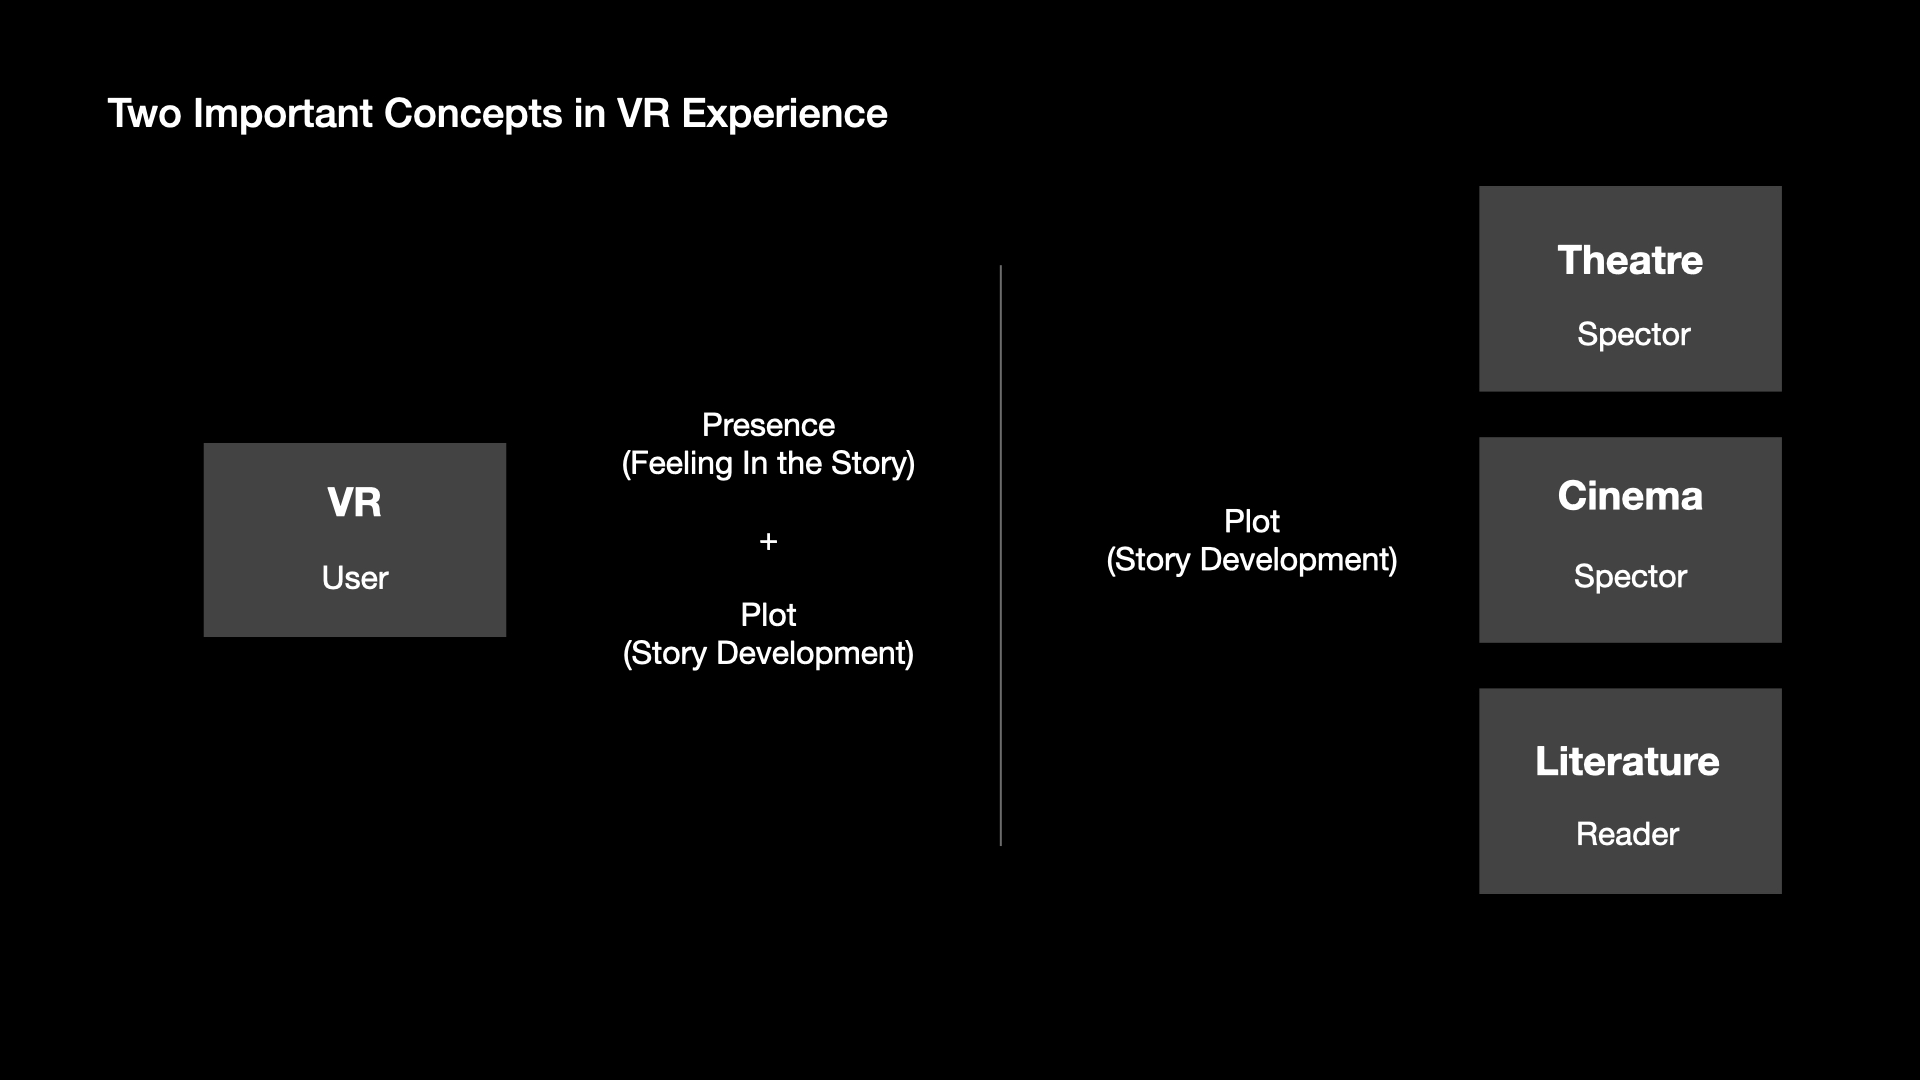 Two Important Concepts in VR Experience
VR
User
Presence
(Feeling In the Story)
+
Plot
(Story Development)
Plot
(Story Development)
Theatre
Spector
Cinema
Spector
Literature
Reader